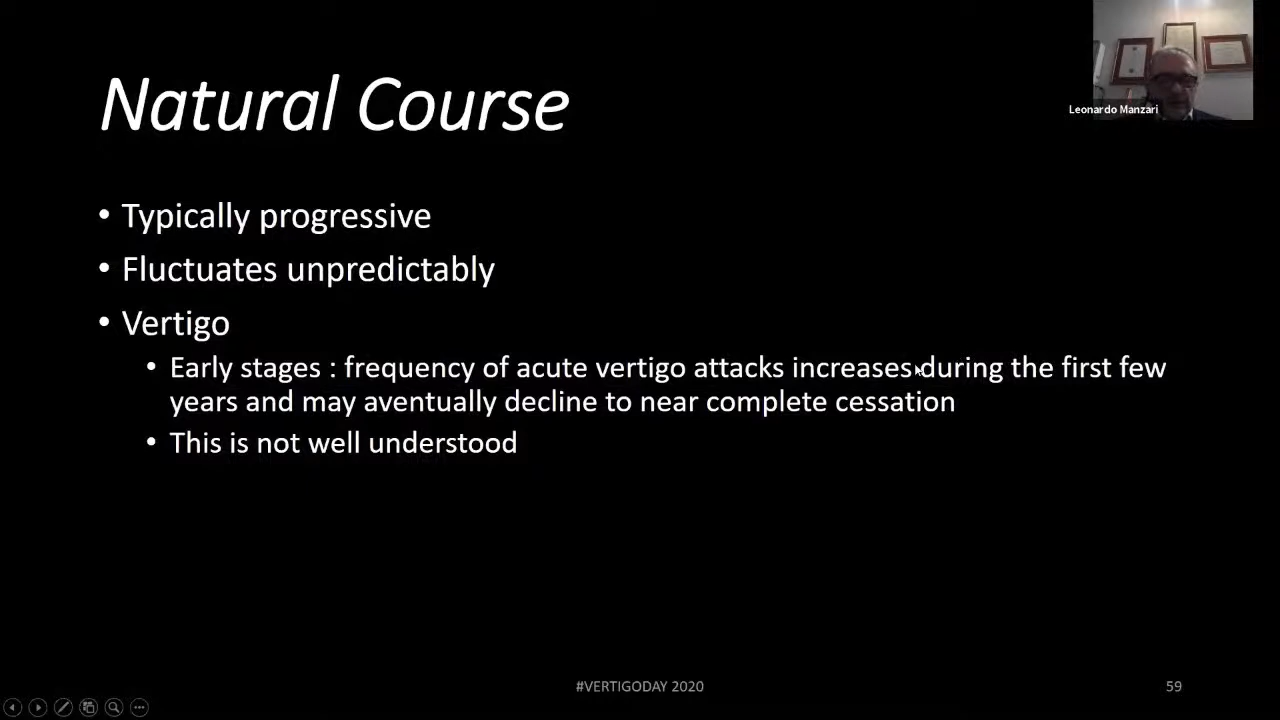 Natural Course
Leonardo Manzari
• Typically progressive
• Fluctuates unpredictably
• Vertigo
• Early stages : frequency of acute vertigo attacks increases during the first few
years and may aventually decline to near complete cessation
• This is not well understood
#VERTIGODAY 2020
59